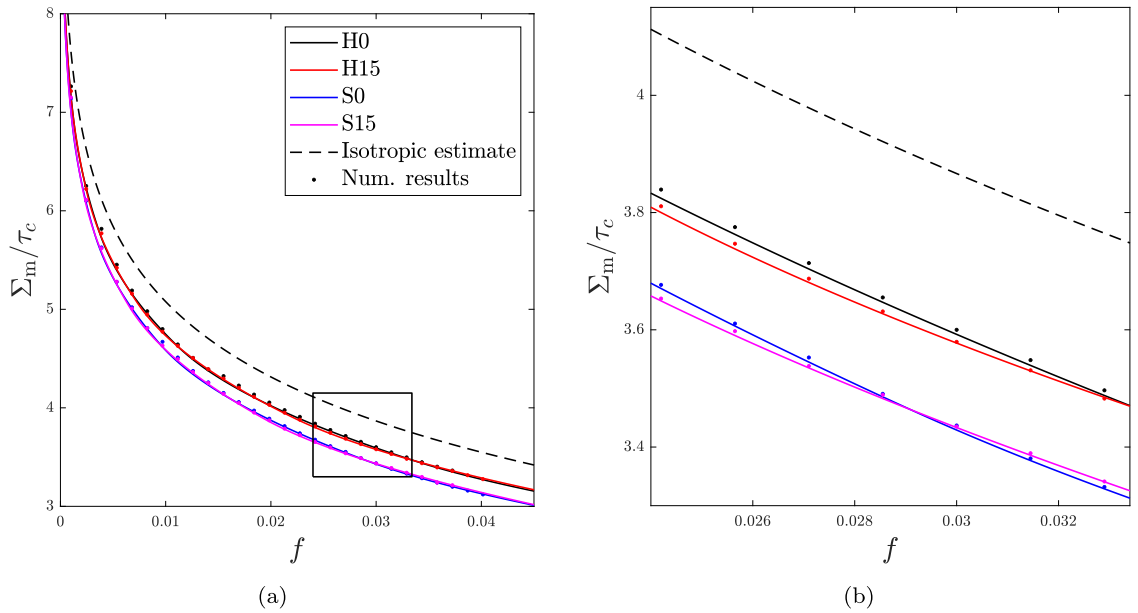 8
7
6
5
4
3
Σm/τc
0
0.01
0.02
0.03
0.04
f
H0
H15
S0
S15
Isotropic estimate
Num. results
(a)
4
3.8
3.6
3.4
Σm/τc
0.026
0.028
0.03
0.032
f
(b)